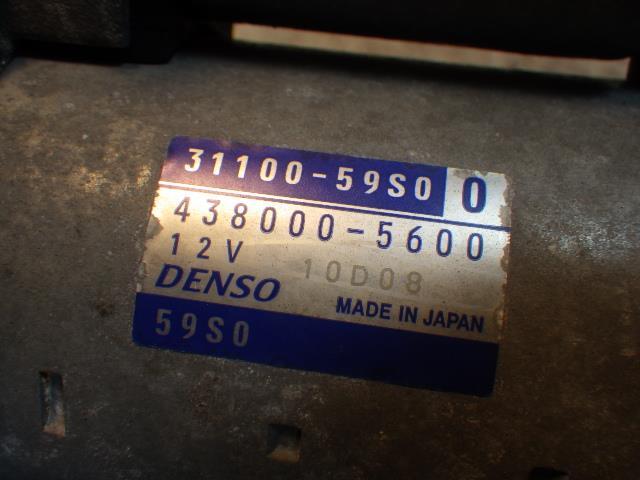 31100-59S0 0
438000-5600
12V 10D08
DENSO MADE IN JAPAN
59S0